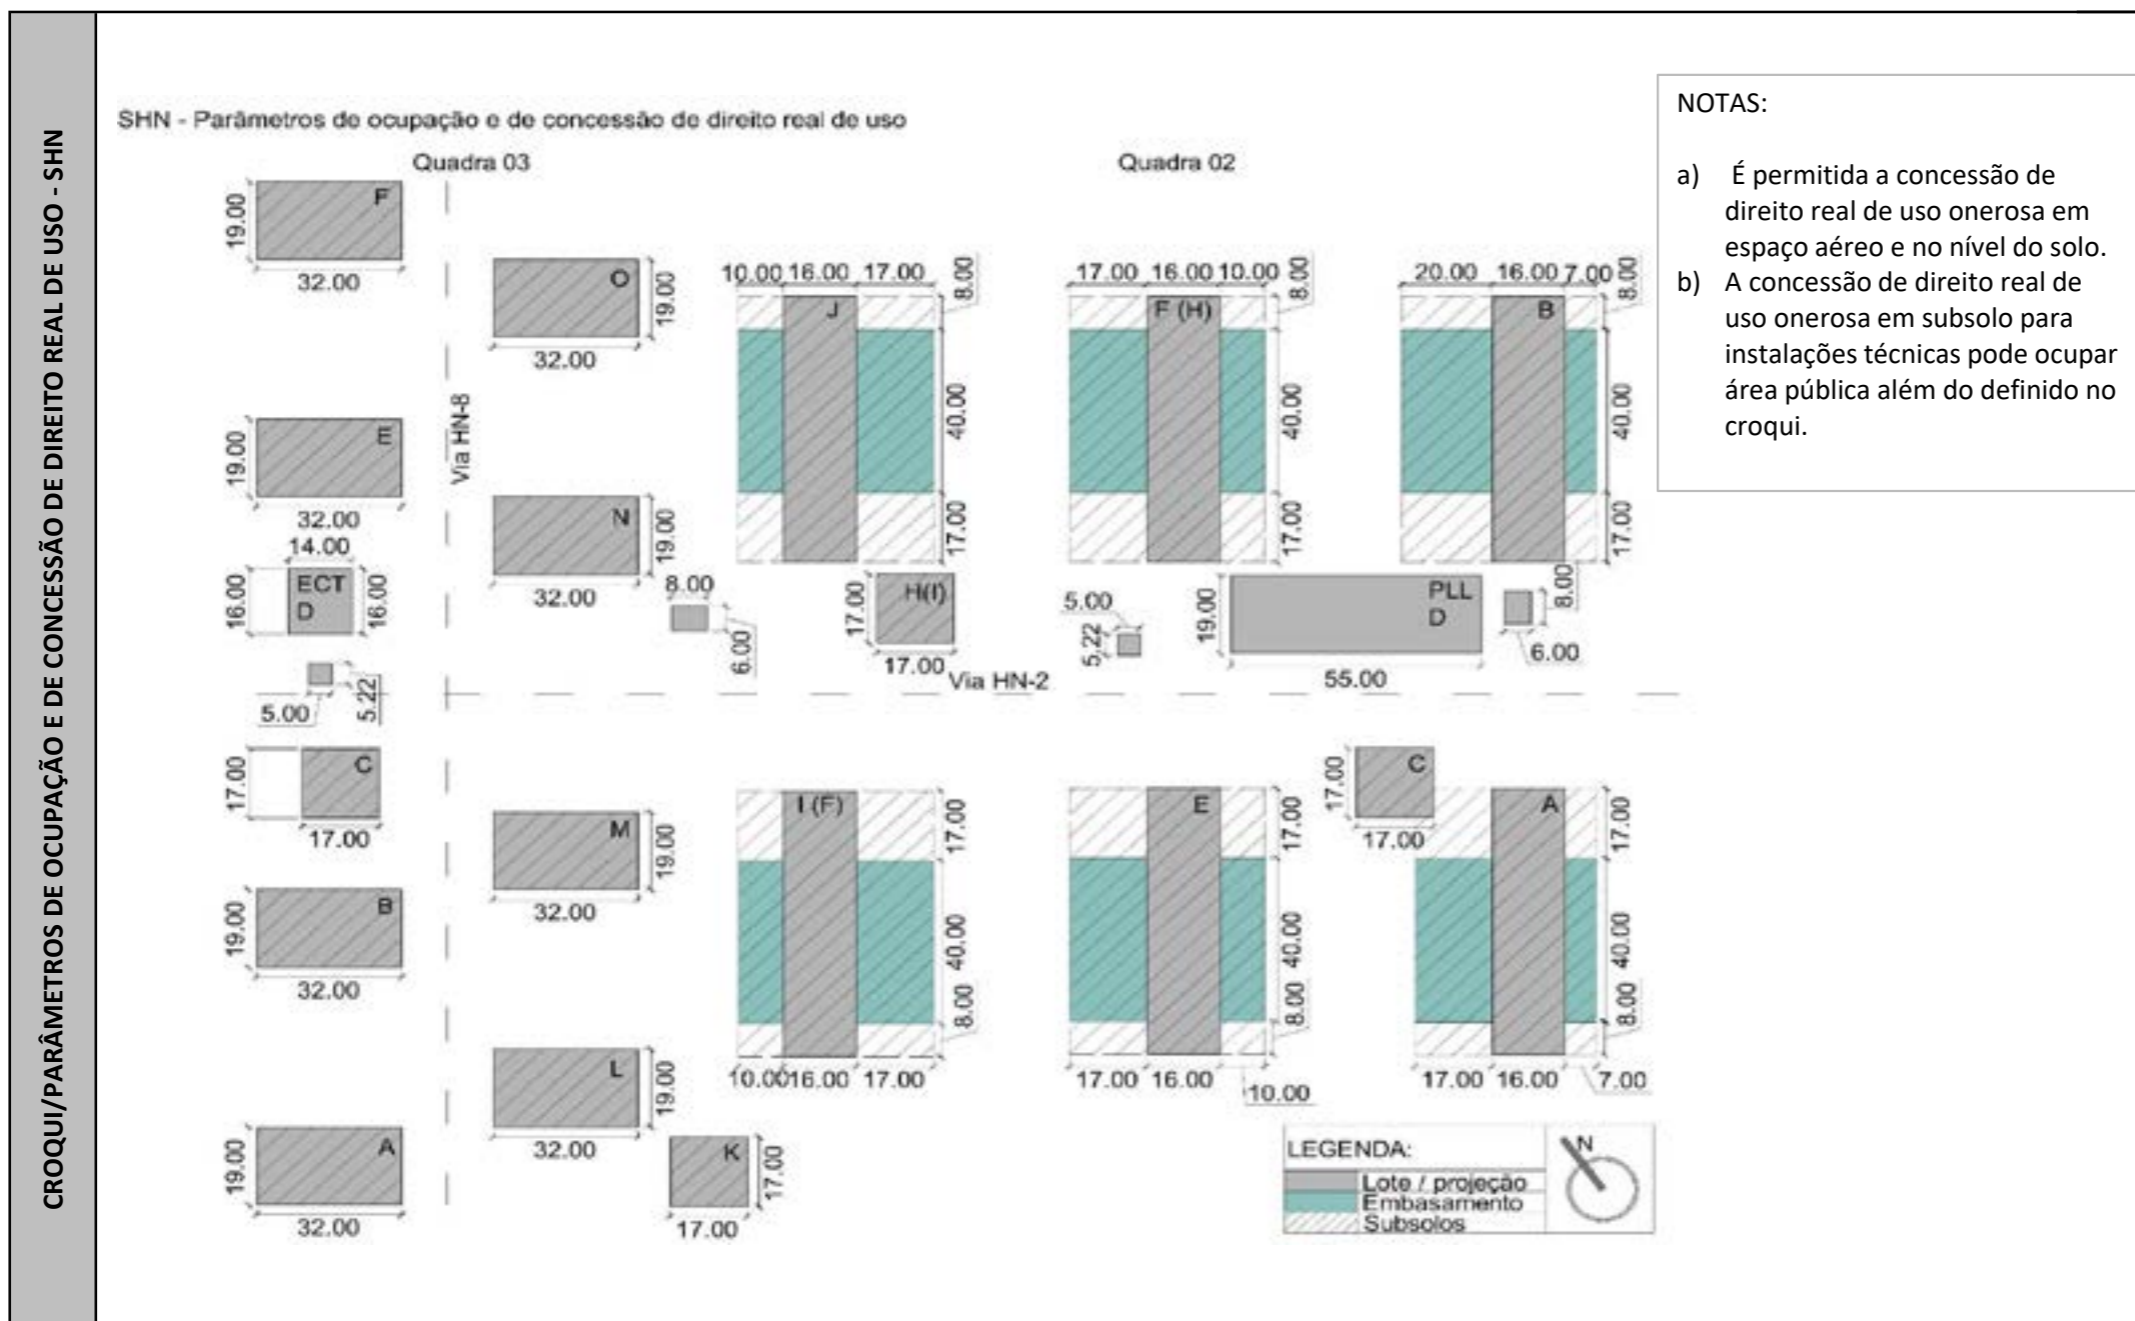 CROQUI/PARÂMETROS DE OCUPAÇÃO E DE CONCESSÃO DE DIREITO REAL DE USO - SHN
SHN - Parâmetros de ocupação e de concessão de direito real de uso
Quadra 03
Quadra 02
F
19.00
32.00
O
19.00
32.00
10.00 16.00 17.00
8.00
J
40.00
17.00
17.00 16.00 10.00
8.00
F (H)
40.00
17.00
20.00 16.00 7.00
8.00
B
40.00
17.00
Via HN-8
E
19.00
32.00
N
19.00
32.00
14.00
ECT
D
16.00
16.00
8.00
6.00
H(I)
17.00
17.00
5.00
5.22
PLL
D
19.00
55.00
8.00
6.00
5.00
5.22
Via HN-2
C
17.00
17.00
M
19.00
32.00
I (F)
17.00
40.00
8.00
10.00 16.00 17.00
E
17.00
40.00
8.00
17.00 16.00
10.00
C
17.00
17.00
A
17.00
40.00
8.00
17.00 16.00 7.00
B
19.00
32.00
L
19.00
32.00
A
19.00
32.00
K
17.00
17.00
LEGENDA:
Lote / projeção
Embasamento
Subsolos
N
NOTAS:
a) É permitida a concessão de
direito real de uso onerosa em
espaço aéreo e no nível do solo.
b) A concessão de direito real de
uso onerosa em subsolo para
instalações técnicas pode ocupar
área pública além do definido no
croqui.